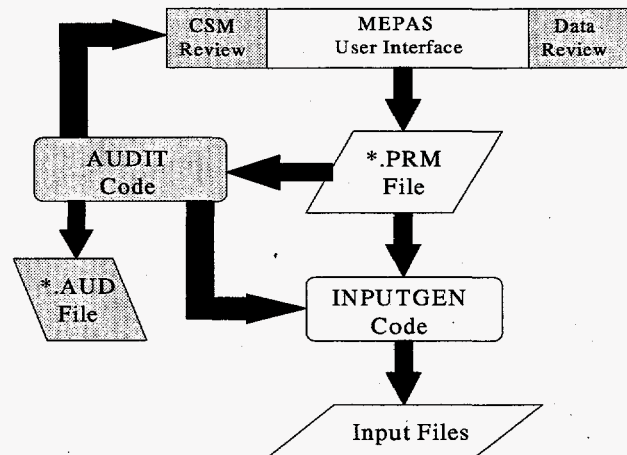 CSM
Review
MEPAS
User Interface
Data
Review
AUDIT
Code
*.PRM
File
*.AUD
File
INPUTGEN
Code
Input Files